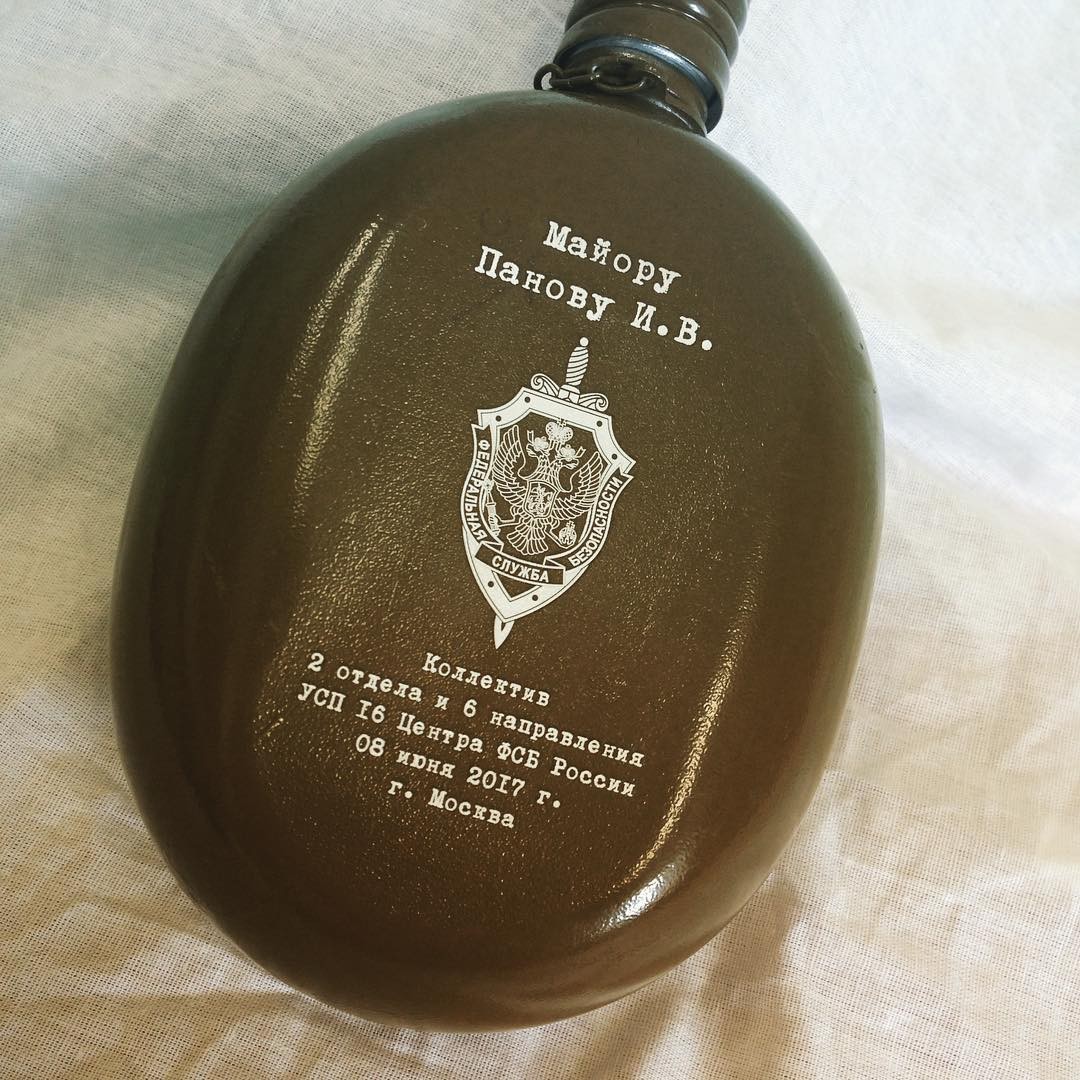 Майору
Панову И.В.
ФЕДЕРАЛЬНАЯ
СЛУЖБА
БЕЗОПАСНОСТИ
Коллектив
2 отдела и 6 направления
УСП 16 Центра ФСБ России
08 июня 2017 г.
г. Москва